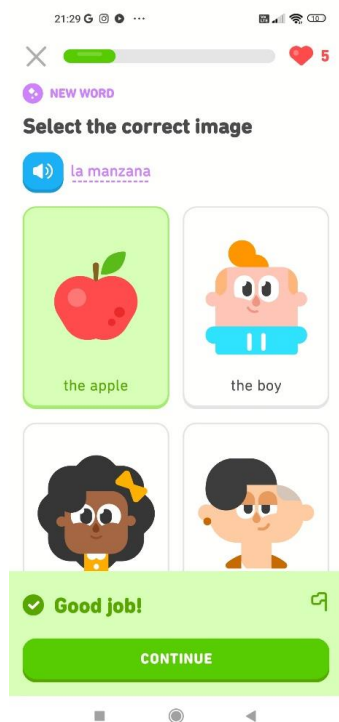 21:29 G
10
5
NEW WORD
Select the correct image
la manzana
the apple
the boy
Good job!
CONTINUE